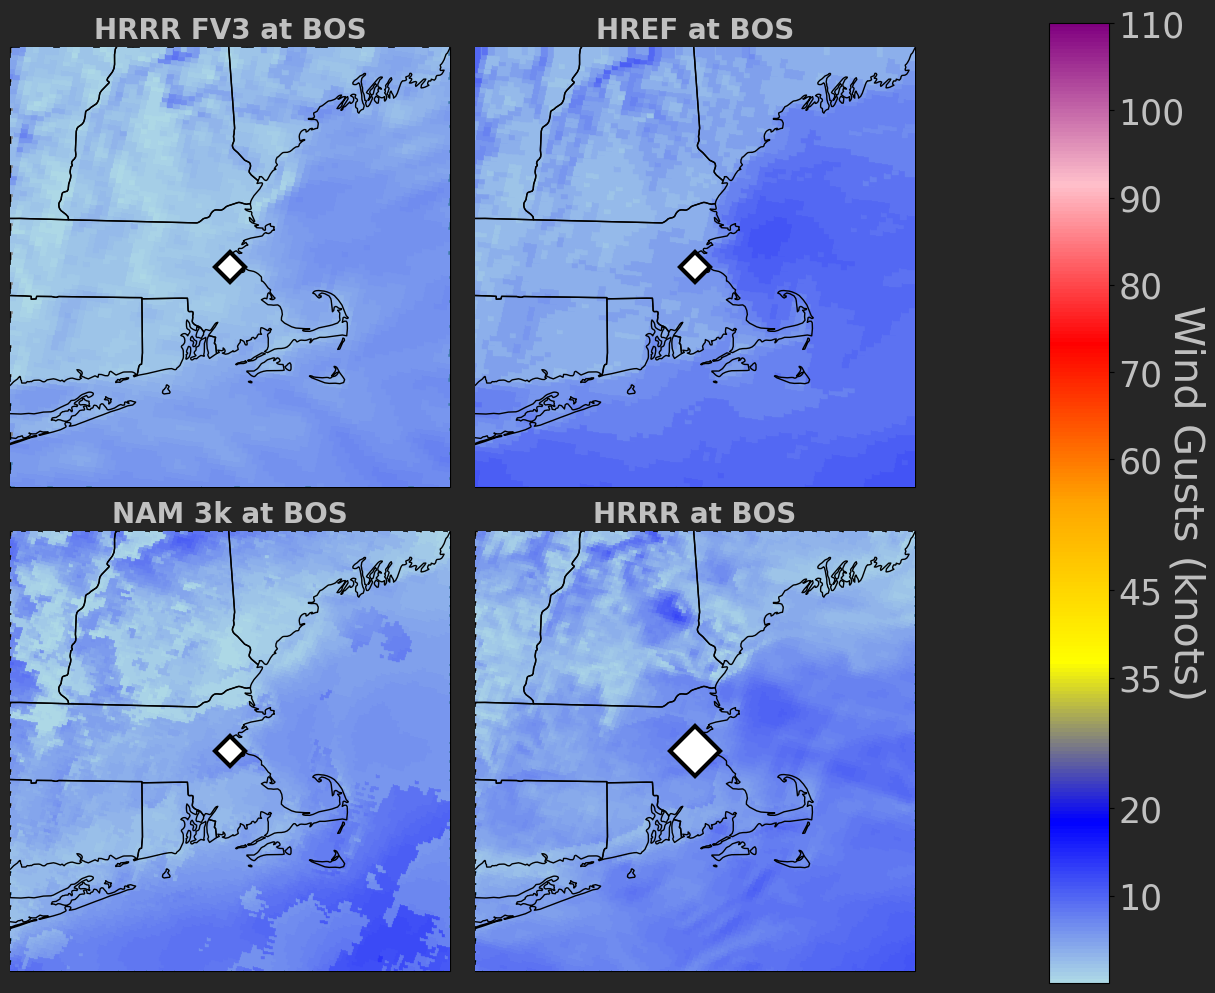 HRRR FV3 at BOS
HREF at BOS
NAM 3k at BOS
HRRR at BOS
110
100
90
80
70
60
45
35
20
10
Wind Gusts (knots)